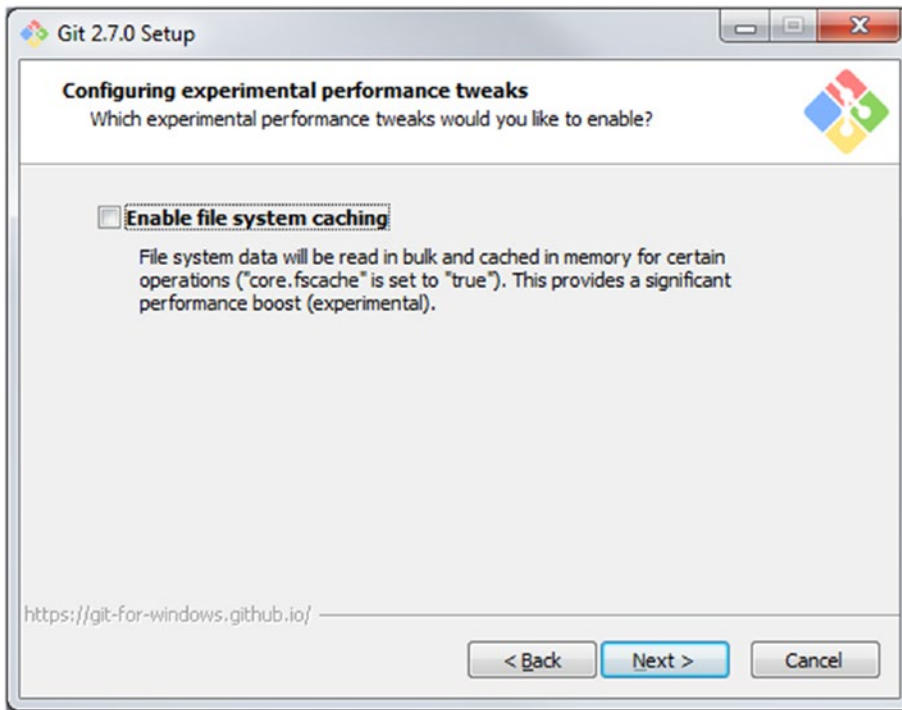 Git 2.7.0 Setup
Configuring experimental performance tweaks
Which experimental performance tweaks would you like to enable?
Enable file system caching
File system data will be read in bulk and cached in memory for certain
operations ("core.fscache" is set to "true"). This provides a significant
performance boost (experimental).
https://git-for-windows.github.io/
< Back
Next >
Cancel